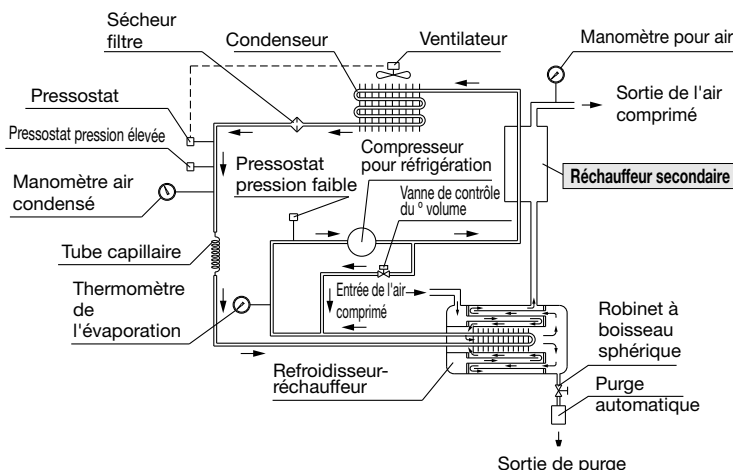 Sécheur
filtre
Condenseur
Ventilateur
Manomètre pour air
Pressostat
Sortie de l'air
comprimé
Pressostat pression élevée
Compresseur
pour réfrigération
Pressostat
pression faible
Réchauffeur secondaire
Manomètre air
condensé
Vanne de contrôle
du º volume
Tube capillaire
Thermomètre
de
l'évaporation
Entrée de l'air
comprimé
Robinet à
boisseau
sphérique
Refroidisseur-
réchauffeur
Purge
automatique
Sortie de purge